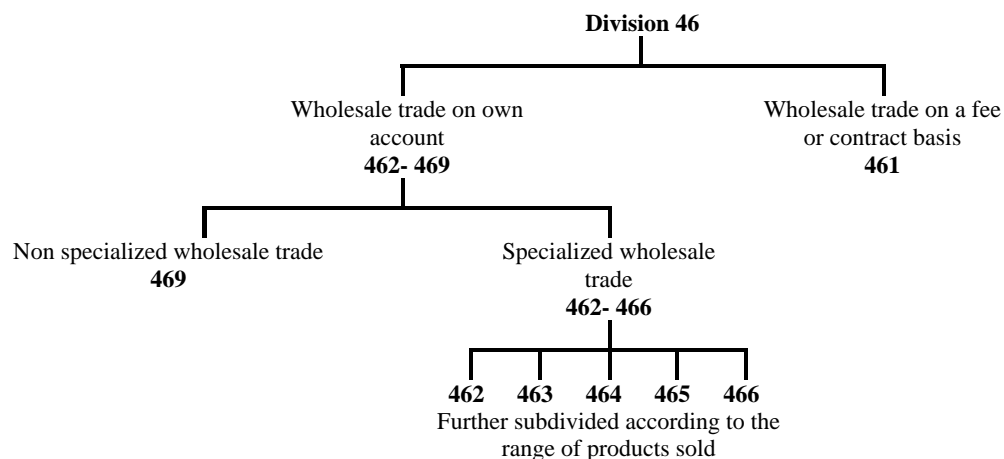 Division 46
Wholesale trade on own
account
462- 469
Wholesale trade on a fee
or contract basis
461
Non specialized wholesale trade
469
Specialized wholesale
trade
462- 466
462 463 464 465 466
Further subdivided according to the
range of products sold